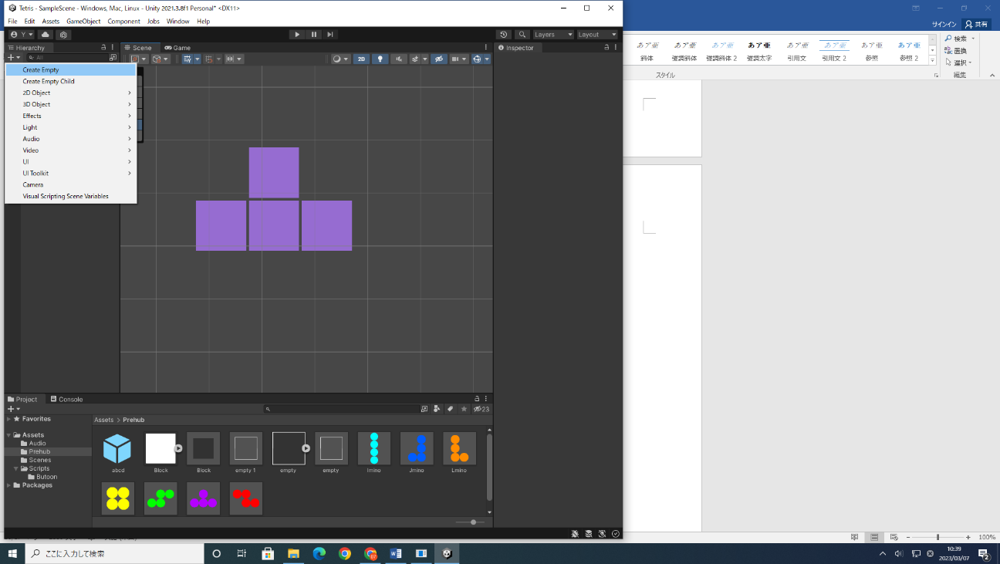 Tetris - SampleScene - Windows, Mac, Linux - Unity 2021.3.8f1 Personal* <DX11>
File Edit Assets GameObject Component Jobs Window Help
Y
Layers Layout
Hierarchy
Scene Game
Inspector
All
2D
Create Empty
Create Empty Child
2D Object
3D Object
Effects
Light
Audio
Video
UI
UI Toolkit
Camera
Visual Scripting Scene Variables
Project Console
23
Favorites
Assets
Audio
Prehub
Scenes
Scripts
Butoon
Packages
Assets > Prehub
abcd Block Block empty 1 empty empty Imino Jmino Lmino
サインイン 共有
あア亜 あア亜 あア亜 あア亜 あア亜 あア亜 あア亜 あア亜
斜体 強調斜体 強調斜体 2 強調太字 引用文 引用文 2 参照 参照 2
スタイル
検索
置換
選択
編集
100%
ここに入力して検索
10:39
2023/03/07
2